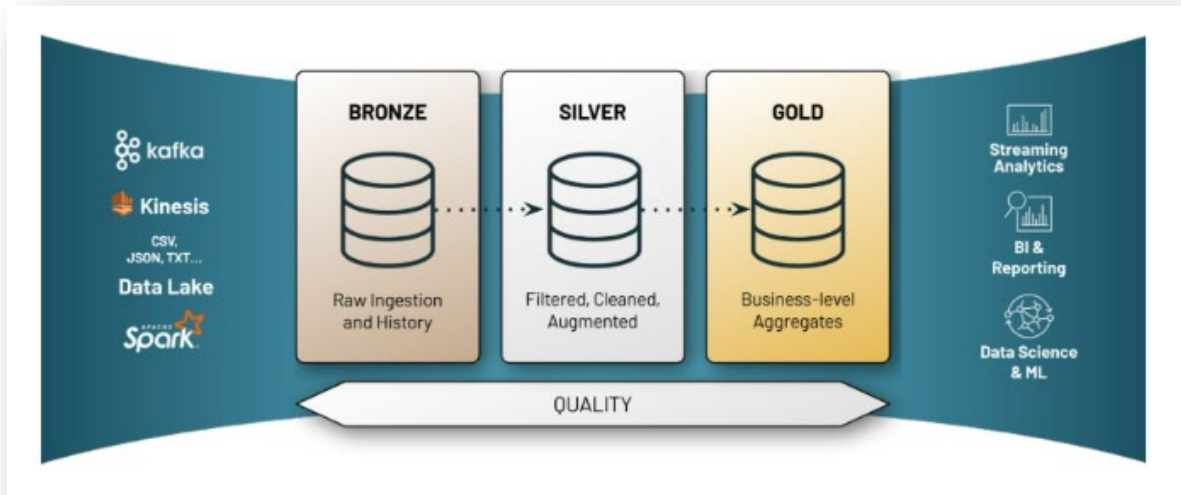 kafka
Kinesis
CSV,
JSON, TXT...
Data Lake
APACHE
Spark
BRONZE
Raw Ingestion
and History
SILVER
Filtered, Cleaned,
Augmented
GOLD
Business-level
Aggregates
QUALITY
Streaming
Analytics
BI &
Reporting
Data Science
& ML